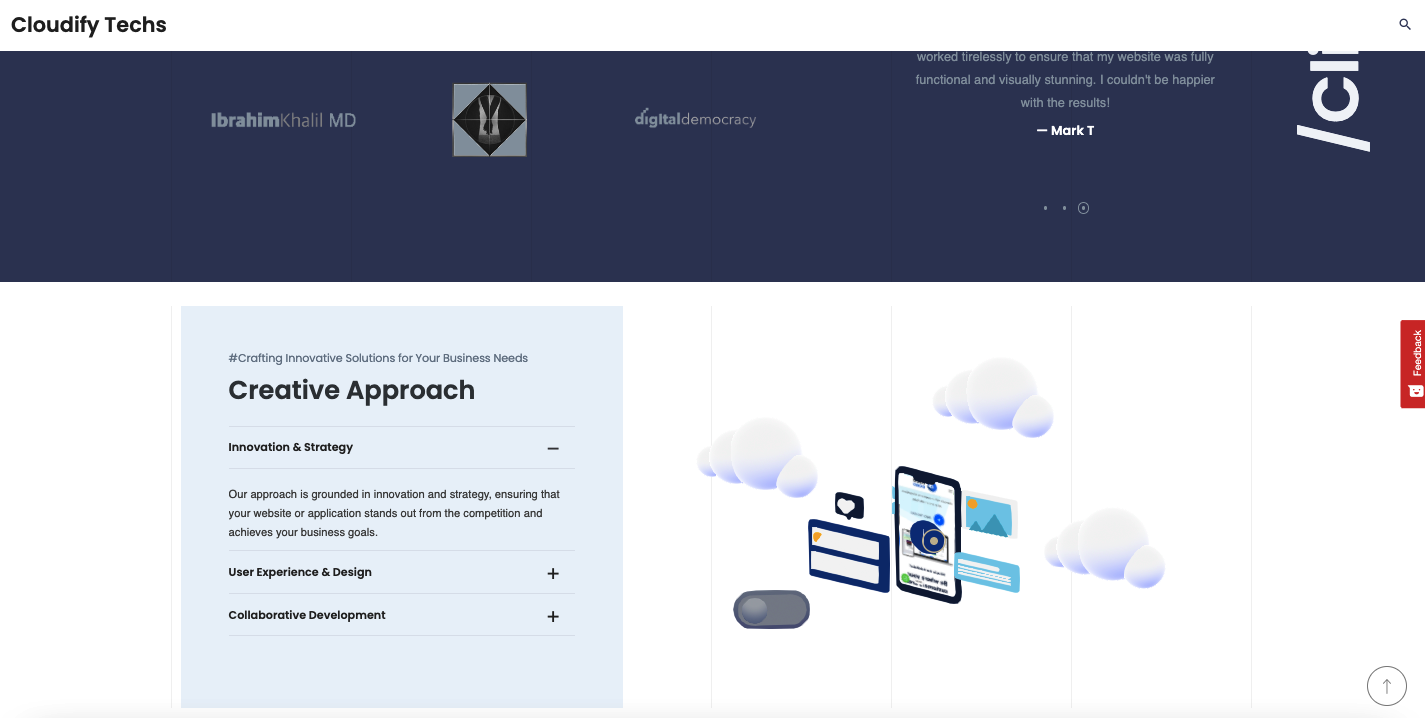 Cloudify Techs
IbrahimKhalil MD
digitaldemocracy
worked tirelessly to ensure that my website was fully
functional and visually stunning. I couldn't be happier
with the results!
— Mark T
/cli
#Crafting Innovative Solutions for Your Business Needs
Creative Approach
Innovation & Strategy
Our approach is grounded in innovation and strategy, ensuring that
your website or application stands out from the competition and
achieves your business goals.
User Experience & Design
Collaborative Development
Feedback